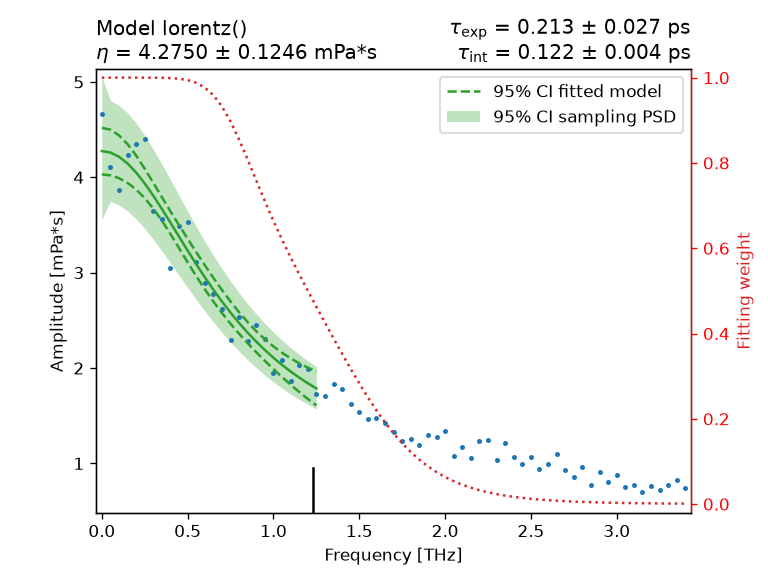 Model lorentz()
η = 4.2750 ± 0.1246 mPa*s
τexp = 0.213 ± 0.027 ps
τint = 0.122 ± 0.004 ps
95% CI fitted model
95% CI sampling PSD
Amplitude [mPa*s]
5
4
3
2
1
0.0 0.5 1.0 1.5 2.0 2.5 3.0
Frequency [THz]
1.0
0.8
0.6
0.4
0.2
0.0
Fitting weight